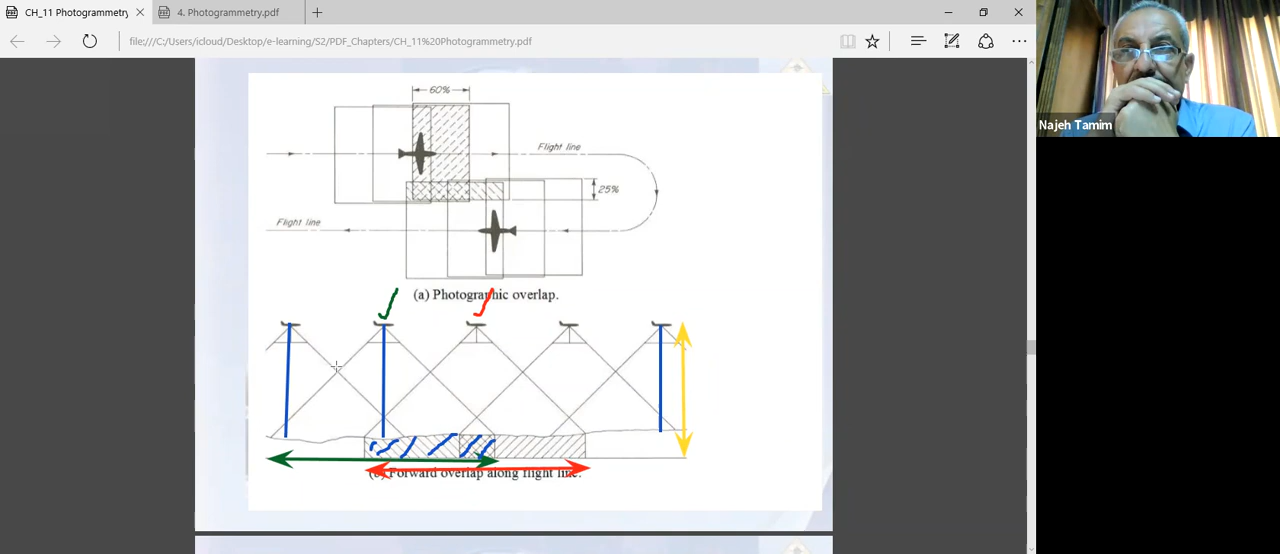 CH_11 Photogrammetry
4. Photogrammetry.pdf
file:///C:/Users/icloud/Desktop/e-learning/S2/PDF_Chapters/CH_11%20Photogrammetry.pdf
Najeh Tamim
60%
Flight line
25%
Flight line
(a) Photographic overlap.
Forward overlap along flight line.